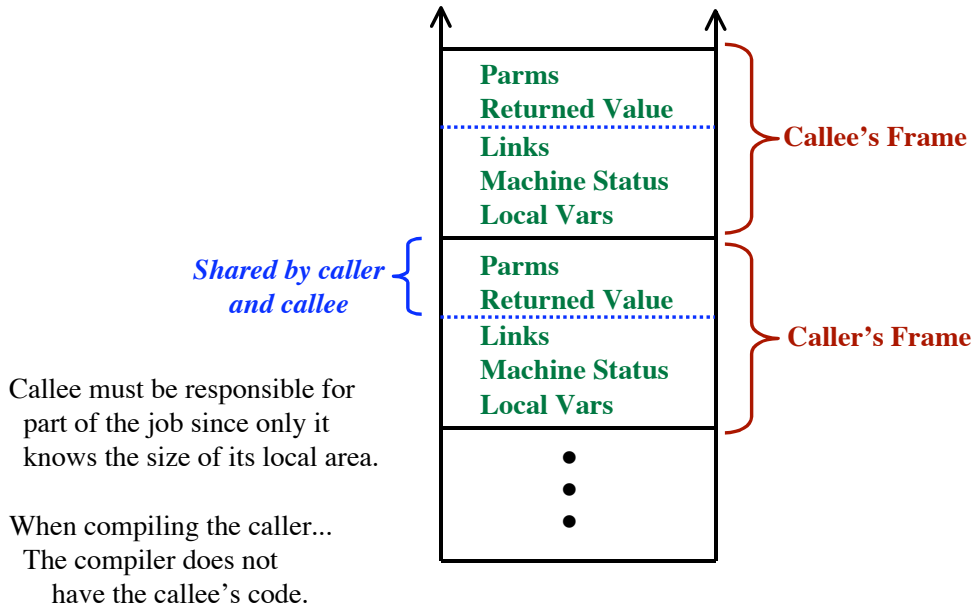 Parms
Returned Value
Links
Machine Status
Local Vars
Callee's Frame
Shared by caller
and callee
Parms
Returned Value
Links
Machine Status
Local Vars
Caller's Frame
Callee must be responsible for
part of the job since only it
knows the size of its local area.
When compiling the caller...
The compiler does not
have the callee's code.